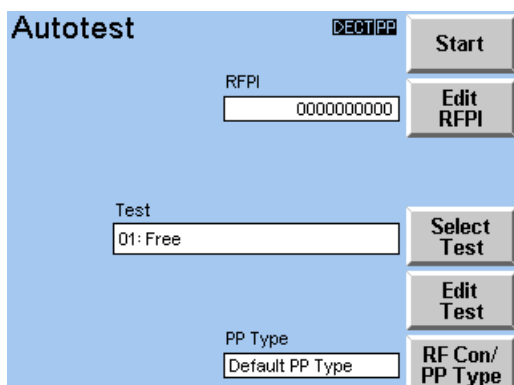 Autotest
DECT PP
Start
RFPI
0000000000
Edit
RFPI
Test
01: Free
Select
Test
Edit
Test
PP Type
Default PP Type
RF Con/
PP Type